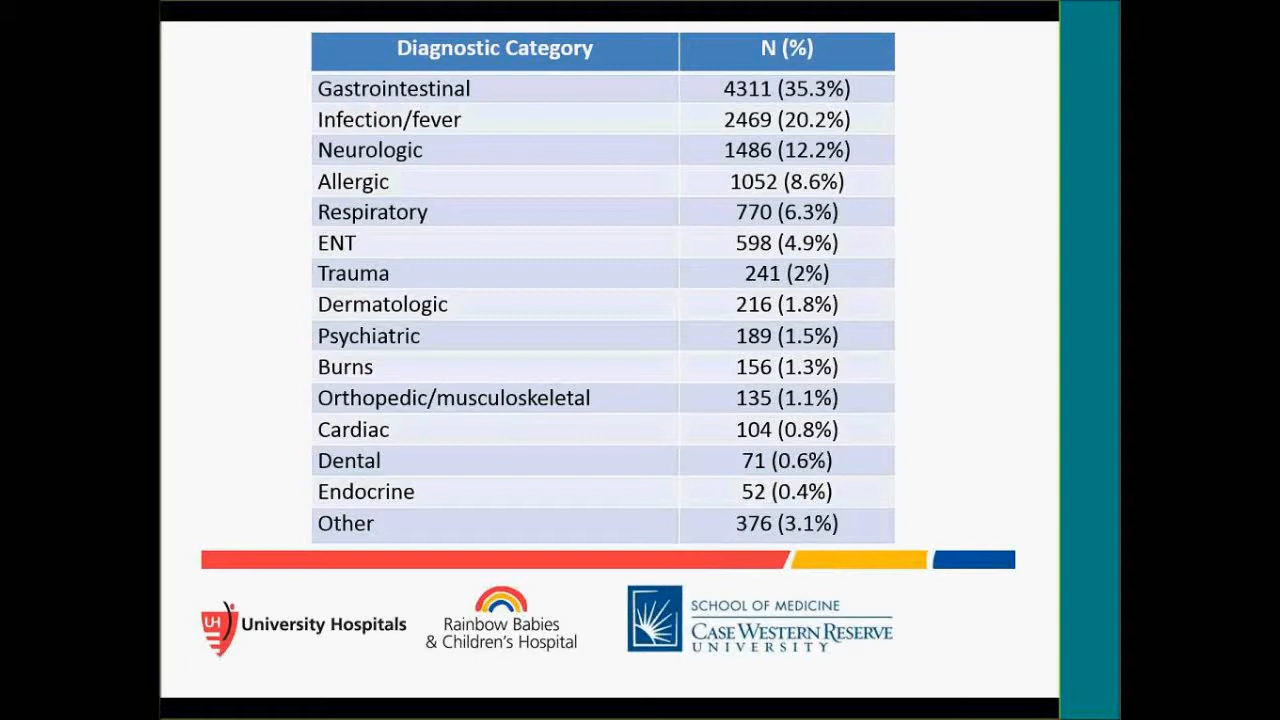 Diagnostic Category N (%)
Gastrointestinal 4311 (35.3%)
Infection/fever 2469 (20.2%)
Neurologic 1486 (12.2%)
Allergic 1052 (8.6%)
Respiratory 770 (6.3%)
ENT 598 (4.9%)
Trauma 241 (2%)
Dermatologic 216 (1.8%)
Psychiatric 189 (1.5%)
Burns 156 (1.3%)
Orthopedic/musculoskeletal 135 (1.1%)
Cardiac 104 (0.8%)
Dental 71 (0.6%)
Endocrine 52 (0.4%)
Other 376 (3.1%)
UH University Hospitals
Rainbow Babies
& Children's Hospital
SCHOOL OF MEDICINE
CASE WESTERN RESERVE
UNIVERSITY